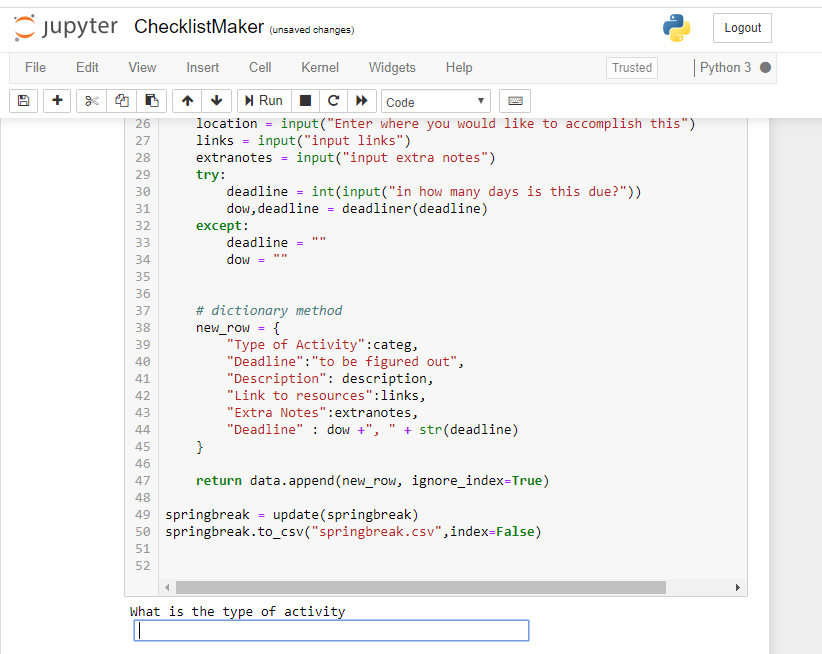 jupyter ChecklistMaker (unsaved changes) Logout
File Edit View Insert Cell Kernel Widgets Help Trusted Python 3
Run Code
26 location = input("Enter where you would like to accomplish this")
27 links = input("input links")
28 extranotes = input("input extra notes")
29 try:
30 deadline = int(input("in how many days is this due?"))
31 dow,deadline = deadliner(deadline)
32 except:
33 deadline = ""
34 dow = ""
35
36
37 # dictionary method
38 new_row = {
39 "Type of Activity":categ,
40 "Deadline":"to be figured out",
41 "Description": description,
42 "Link to resources":links,
43 "Extra Notes":extranotes,
44 "Deadline" : dow +", " + str(deadline)
45 }
46
47 return data.append(new_row, ignore_index=True)
48
49 springbreak = update(springbreak)
50 springbreak.to_csv("springbreak.csv",index=False)
51
52
What is the type of activity